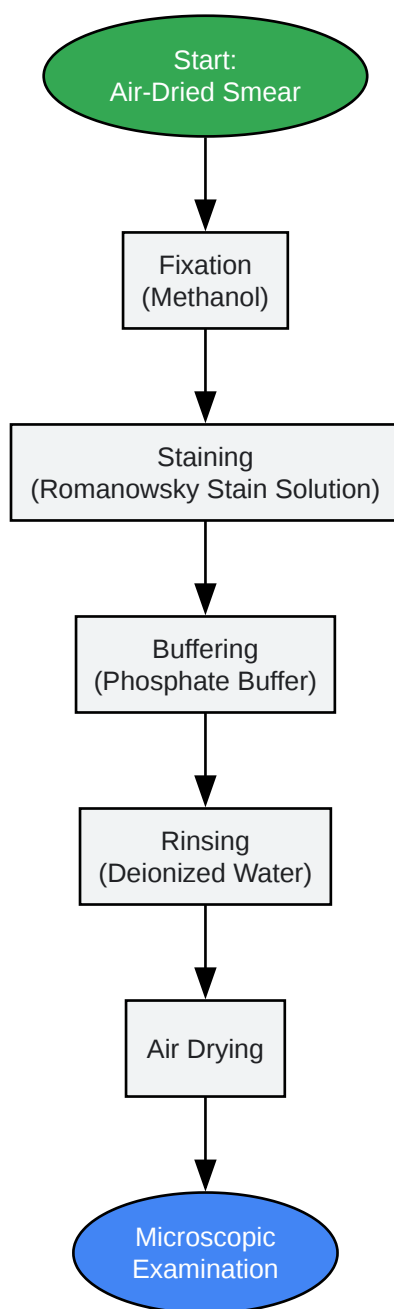 Start:
Air-Dried Smear
Fixation
(Methanol)
Staining
(Romanowsky Stain Solution)
Buffering
(Phosphate Buffer)
Rinsing
(Deionized Water)
Air Drying
Microscopic
Examination